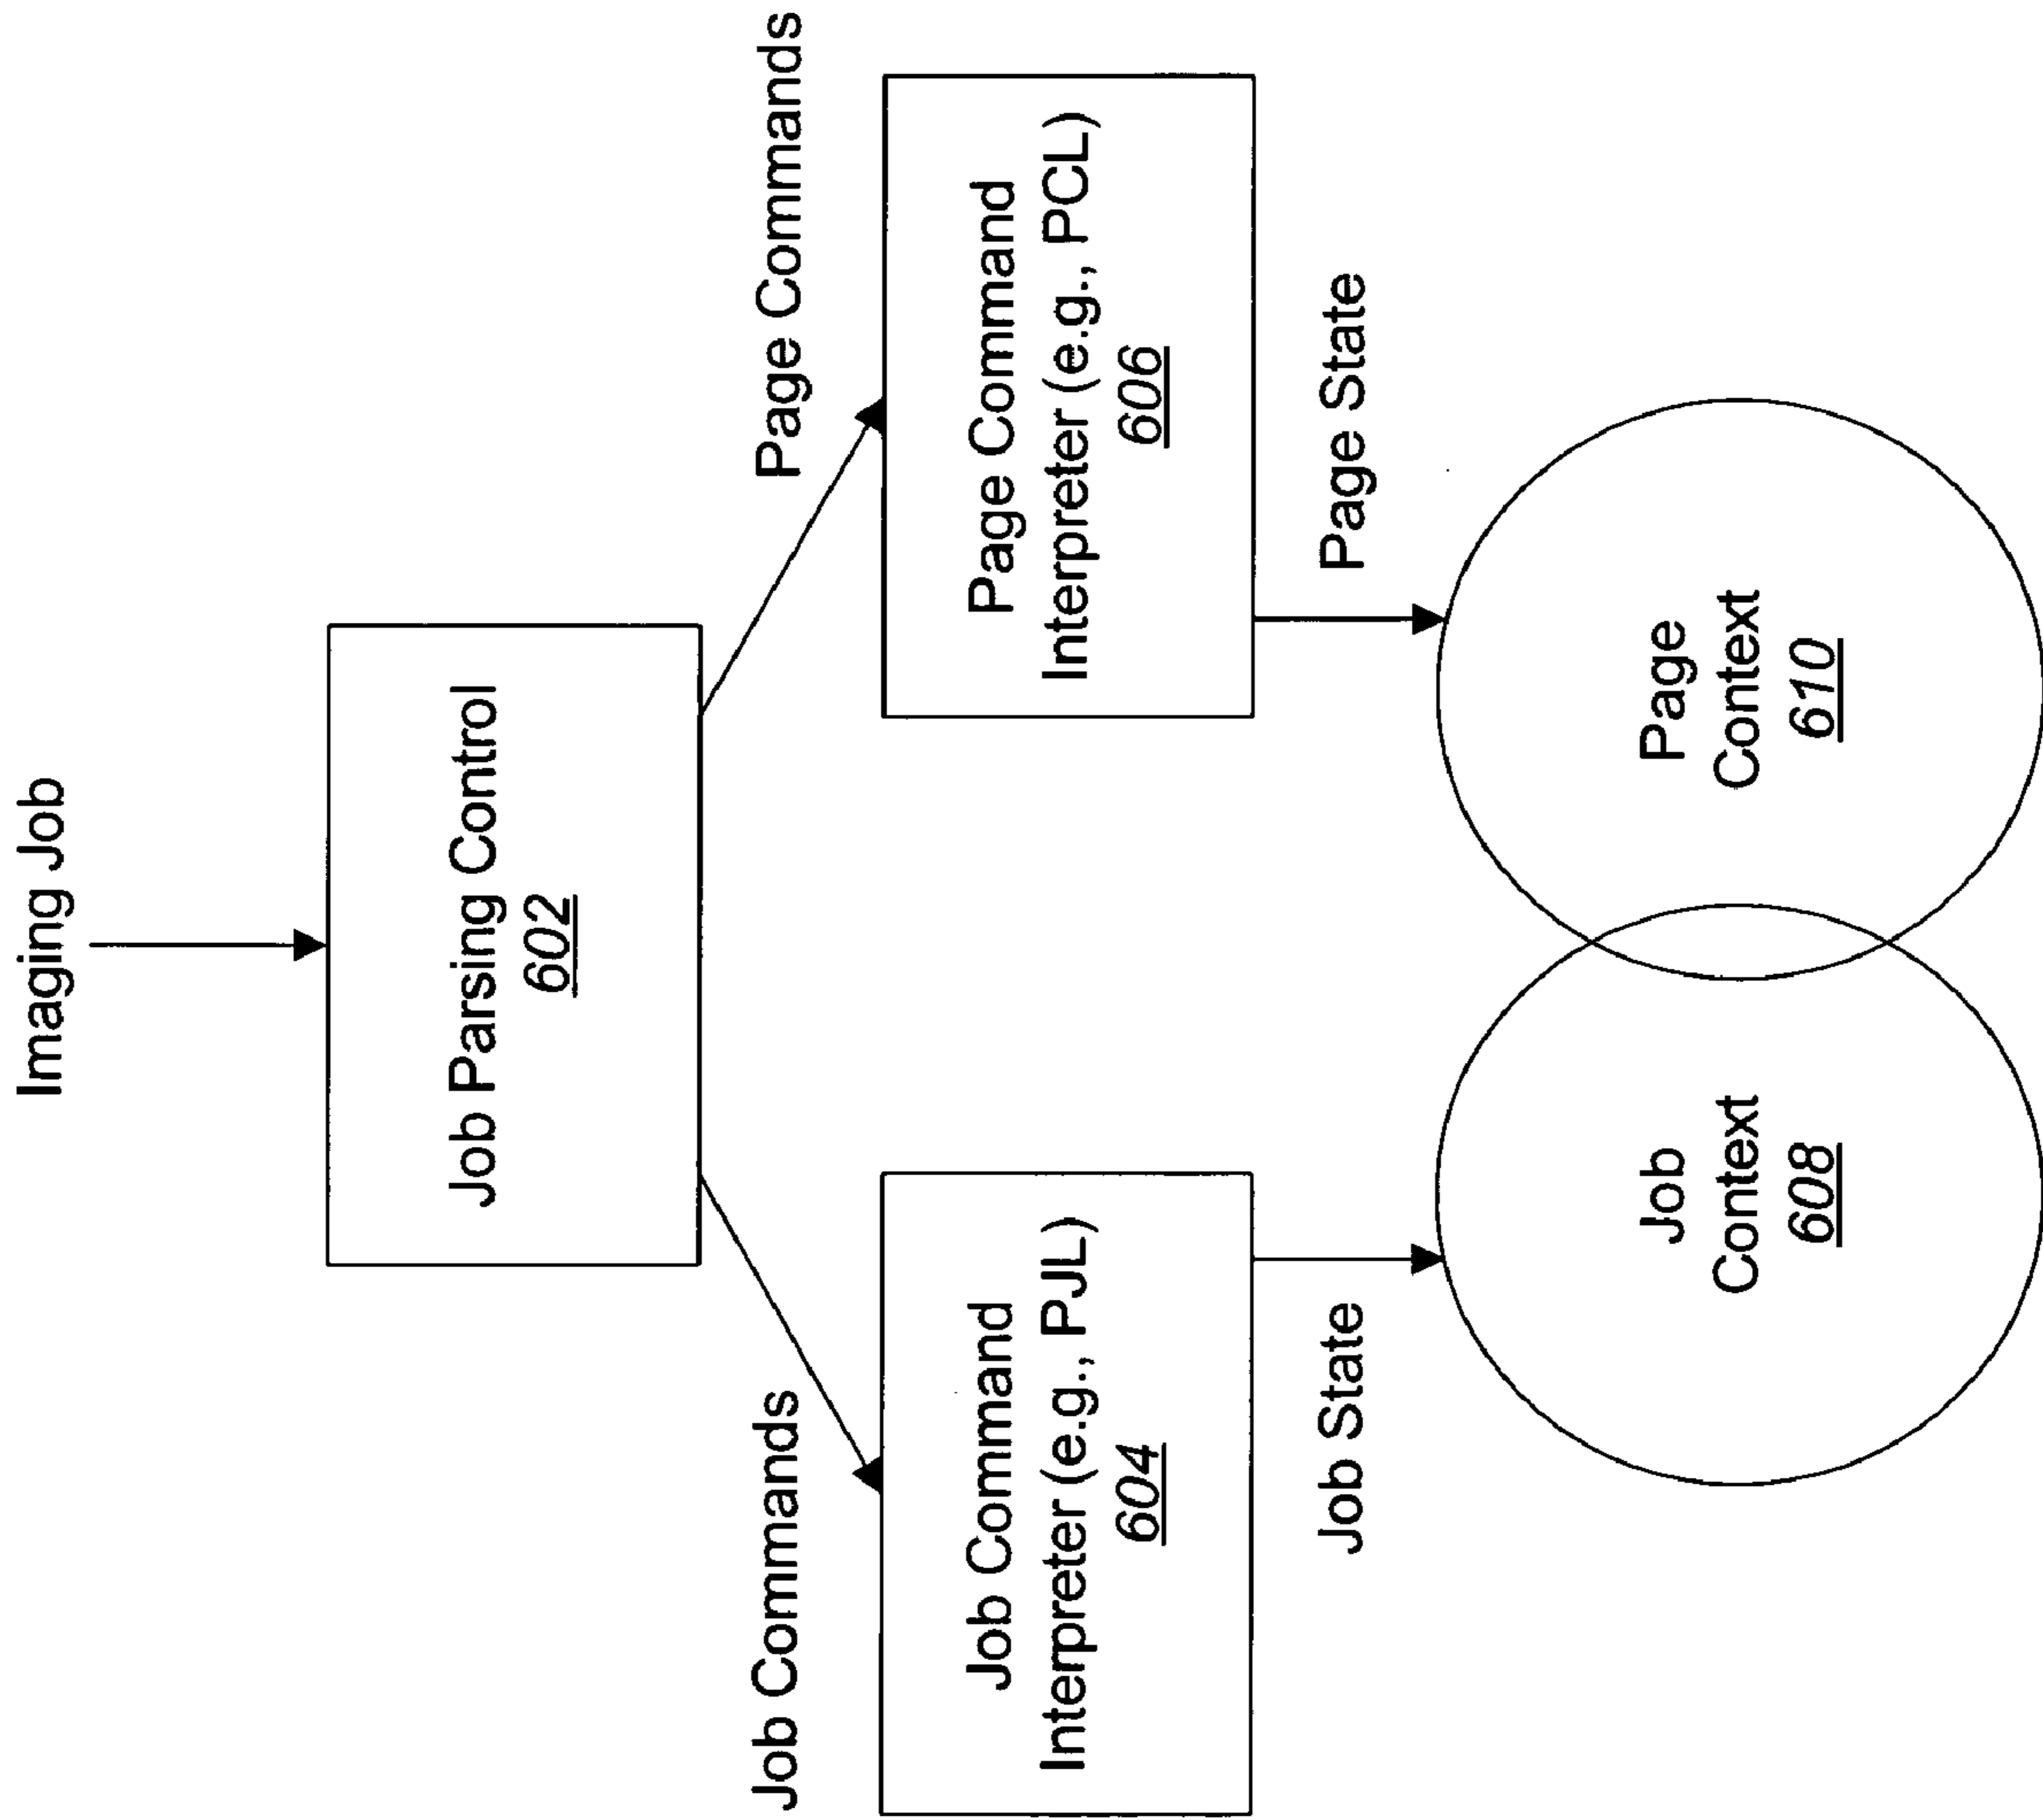 Imaging Job
Job Parsing Control
602
Job Commands
Page Commands
Job Command
Interpreter (e.g., PJL)
604
Page Command
Interpreter (e.g., PCL)
606
Job State
Page State
Job
Context
608
Page
Context
610